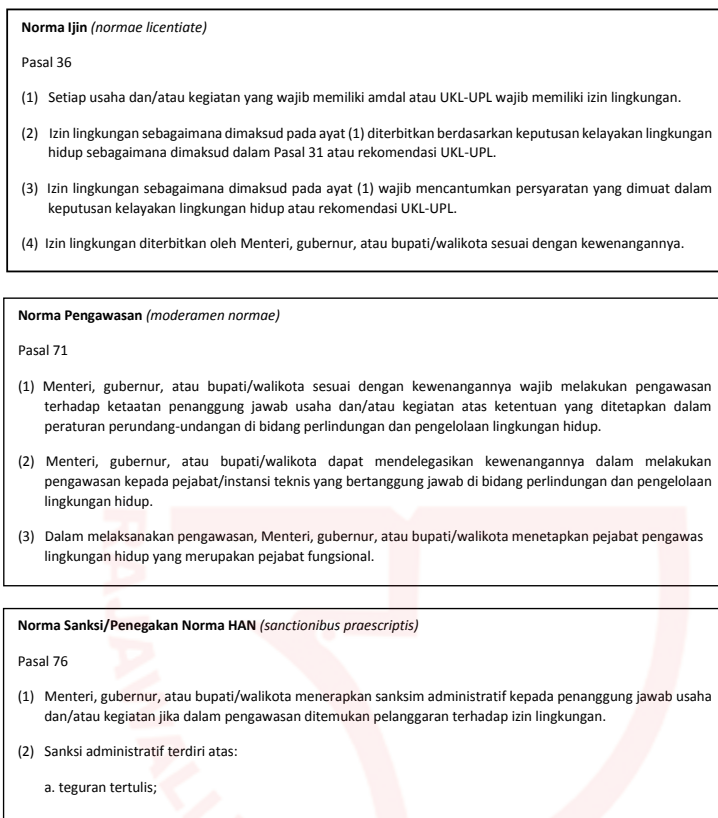 Norma Ijin (normae licentiate)
Pasal 36
(1) Setiap usaha dan/atau kegiatan yang wajib memiliki amdal atau UKL-UPL wajib memiliki izin lingkungan.
(2) Izin lingkungan sebagaimana dimaksud pada ayat (1) diterbitkan berdasarkan keputusan kelayakan lingkungan
hidup sebagaimana dimaksud dalam Pasal 31 atau rekomendasi UKL-UPL.
(3) Izin lingkungan sebagaimana dimaksud pada ayat (1) wajib mencantumkan persyaratan yang dimuat dalam
keputusan kelayakan lingkungan hidup atau rekomendasi UKL-UPL.
(4) Izin lingkungan diterbitkan oleh Menteri, gubernur, atau bupati/walikota sesuai dengan kewenangannya.
Norma Pengawasan (moderamen normae)
Pasal 71
(1) Menteri, gubernur, atau bupati/walikota sesuai dengan kewenangannya wajib melakukan pengawasan
terhadap ketaatan penanggung jawab usaha dan/atau kegiatan atas ketentuan yang ditetapkan dalam
peraturan perundang-undangan di bidang perlindungan dan pengelolaan lingkungan hidup.
(2) Menteri, gubernur, atau bupati/walikota dapat mendelegasikan kewenangannya dalam melakukan
pengawasan kepada pejabat/instansi teknis yang bertanggung jawab di bidang perlindungan dan pengelolaan
lingkungan hidup.
(3) Dalam melaksanakan pengawasan, Menteri, gubernur, atau bupati/walikota menetapkan pejabat pengawas
lingkungan hidup yang merupakan pejabat fungsional.
Norma Sanksi/Penegakan Norma HAN (sanctionibus praescriptis)
Pasal 76
(1) Menteri, gubernur, atau bupati/walikota menerapkan sanksim administratif kepada penanggung jawab usaha
dan/atau kegiatan jika dalam pengawasan ditemukan pelanggaran terhadap izin lingkungan.
(2) Sanksi administratif terdiri atas:
a. teguran tertulis;